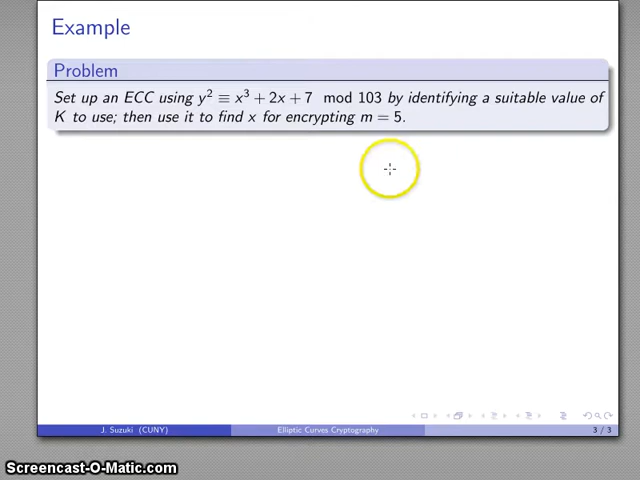 Example
Problem
Set up an ECC using y² ≡ x³ + 2x + 7 mod 103 by identifying a suitable value of
K to use; then use it to find x for encrypting m = 5.
J. Suzuki (CUNY) Elliptic Curves Cryptography 3 / 3
Screencast-O-Matic.com